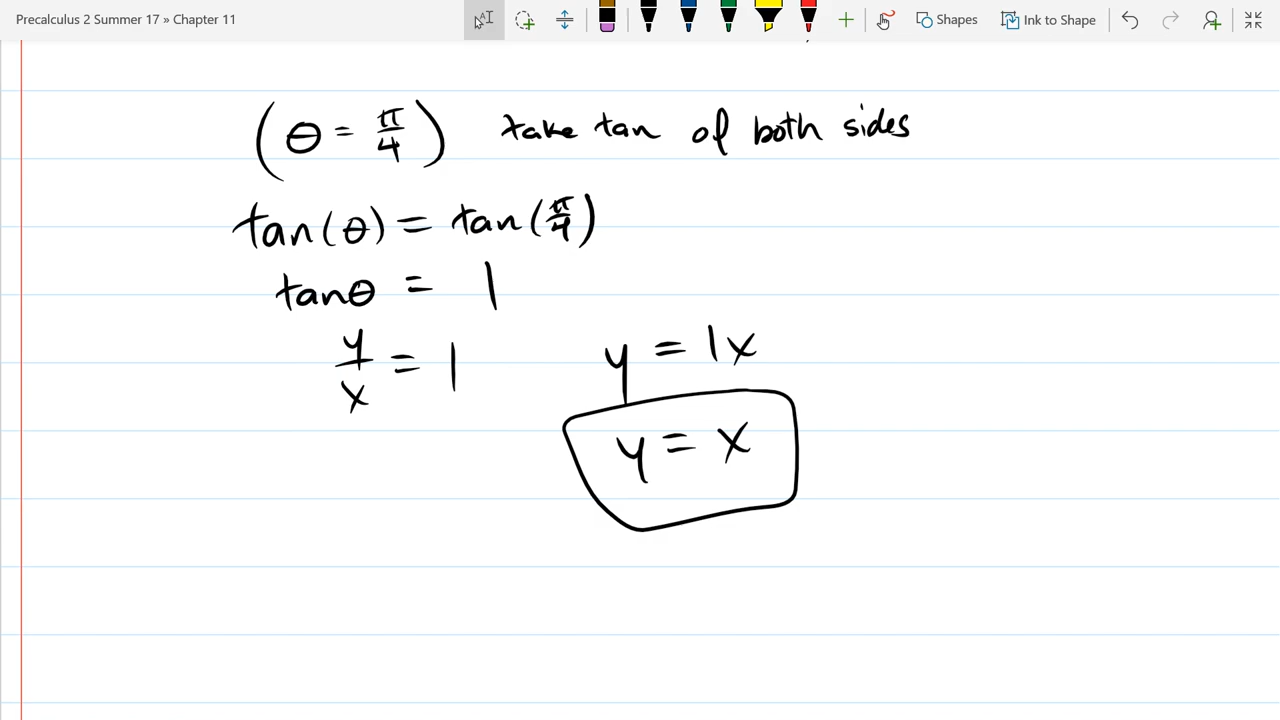 Precalculus 2 Summer 17 » Chapter 11
Shapes
Ink to Shape
(θ = π/4) take tan of both sides
tan(θ) = tan(π/4)
tanθ = 1
y/x = 1
y = 1x
y = x